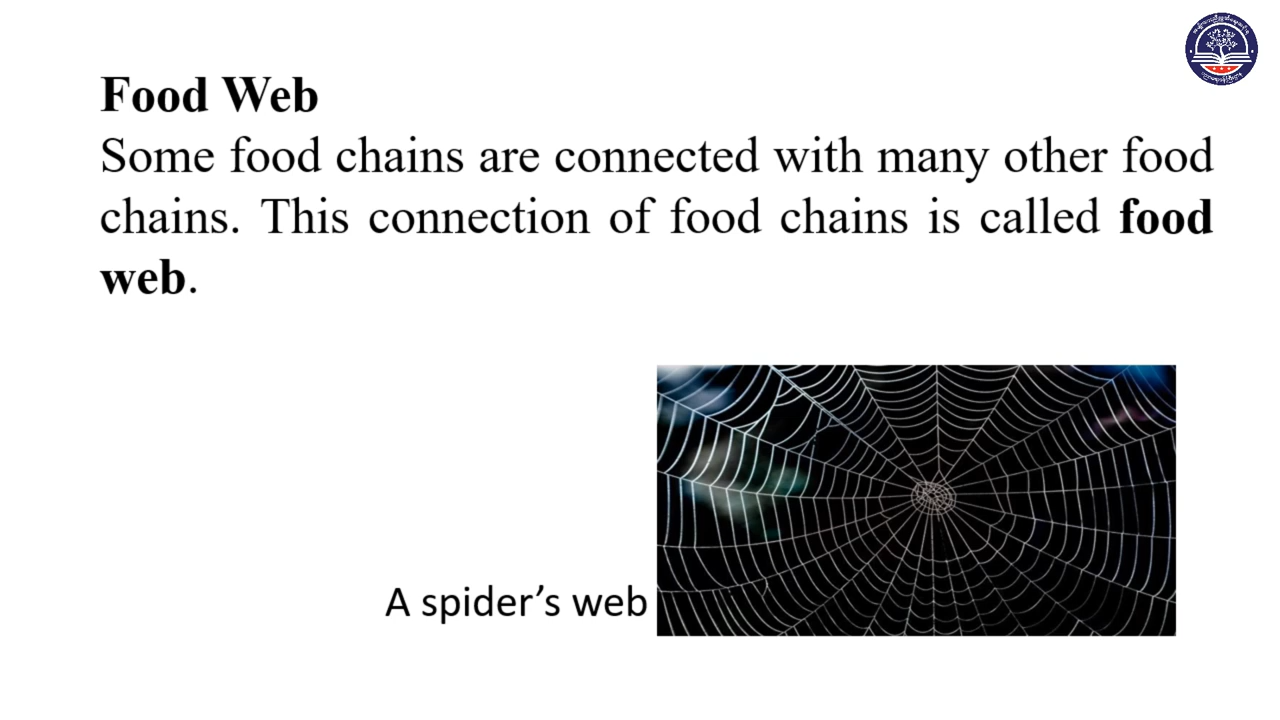 Food Web
Some food chains are connected with many other food
chains. This connection of food chains is called food
web.
A spider’s web